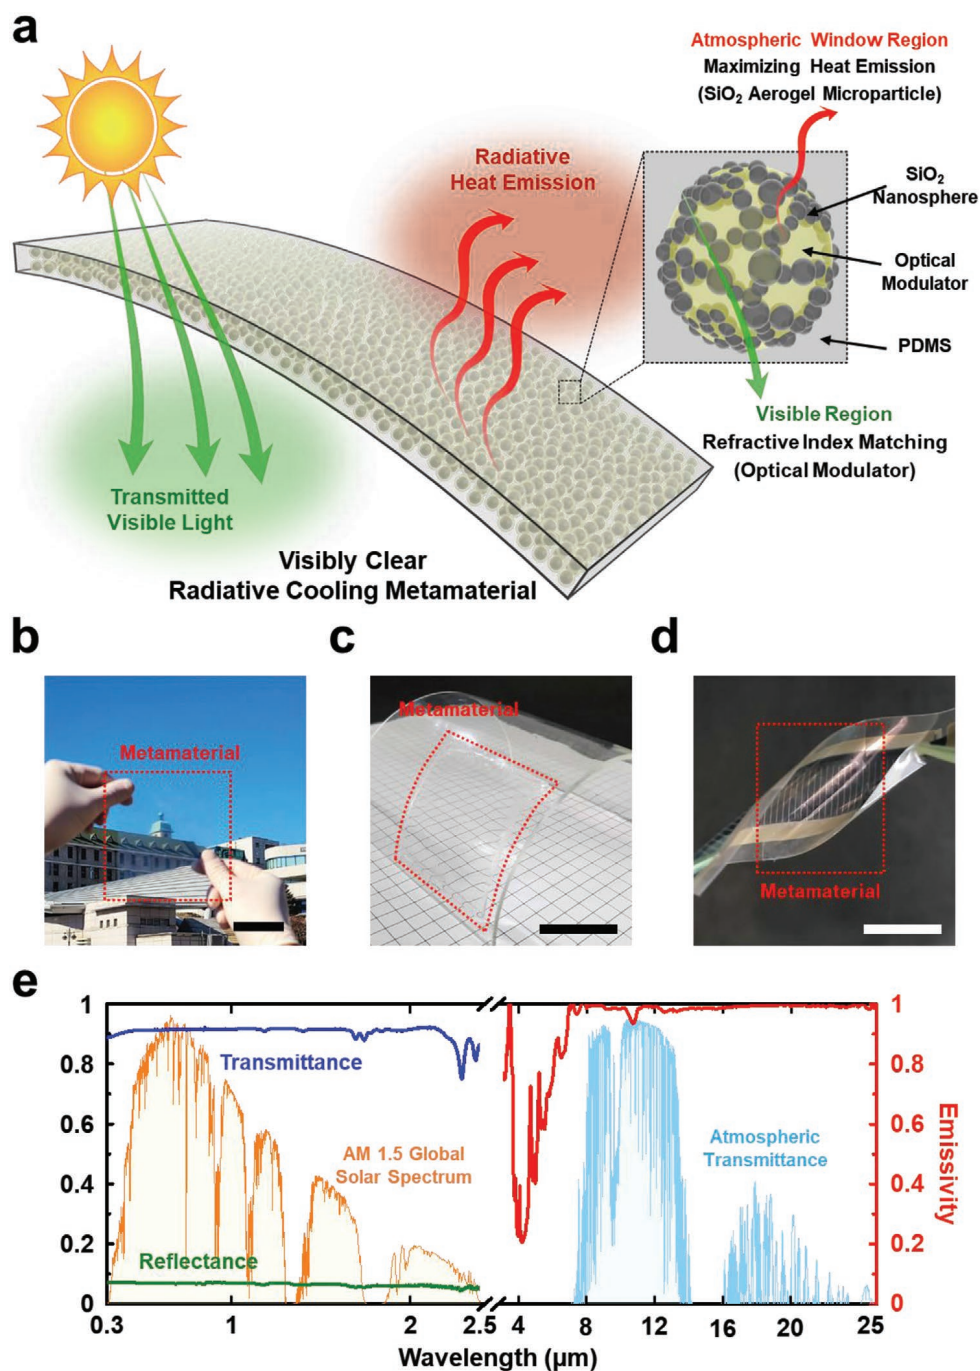 a
Atmospheric Window Region
Maximizing Heat Emission
(SiO₂ Aerogel Microparticle)
Radiative
Heat Emission
SiO₂
Nanosphere
Optical
Modulator
PDMS
Visible Region
Refractive Index Matching
(Optical Modulator)
Transmitted
Visible Light
Visibly Clear
Radiative Cooling Metamaterial
b
Metamaterial
c
Metamaterial
d
Metamaterial
e
1
0.8
0.6
0.4
0.2
0
Transmittance
AM 1.5 Global
Solar Spectrum
Reflectance
Atmospheric
Transmittance
1
0.8
0.6
0.4
0.2
0
Emissivity
0.3 1 2 2.5 4 8 12 16 20 25
Wavelength (μm)